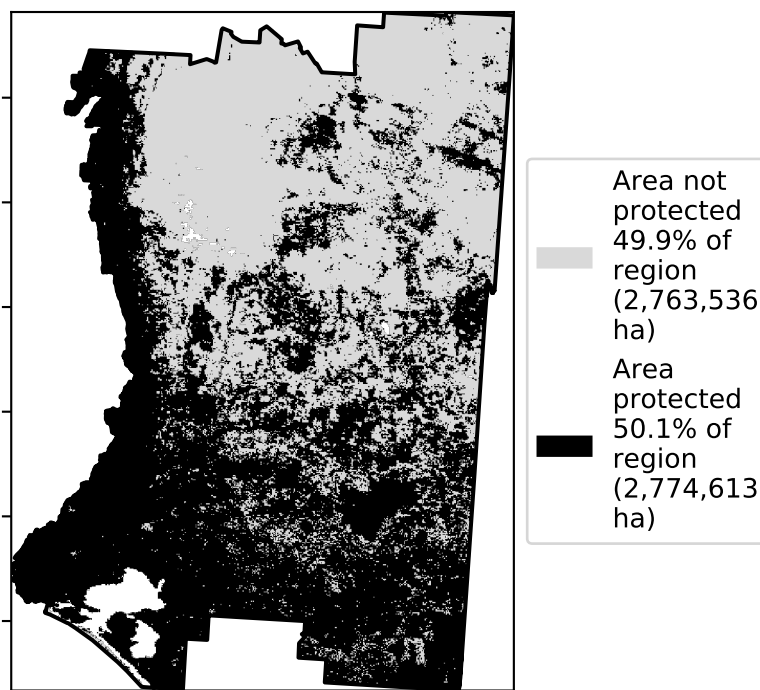 Area not
protected
49.9% of
region
(2,763,536
ha)
Area
protected
50.1% of
region
(2,774,613
ha)